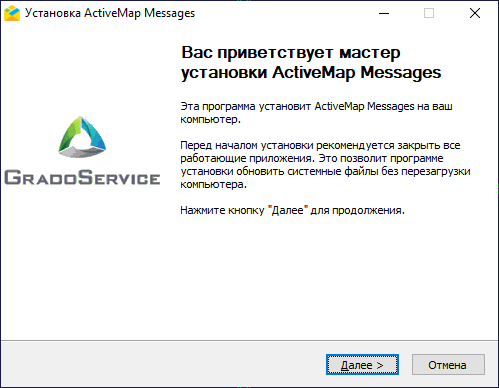 Установка ActiveMap Messages
Вас приветствует мастер
установки ActiveMap Messages
Эта программа установит ActiveMap Messages на ваш
компьютер.
Перед началом установки рекомендуется закрыть все
работающие приложения. Это позволит программе
установки обновить системные файлы без перезагрузки
компьютера.
Нажмите кнопку "Далее" для продолжения.
GRADOSERVICE
Далее >
Отмена